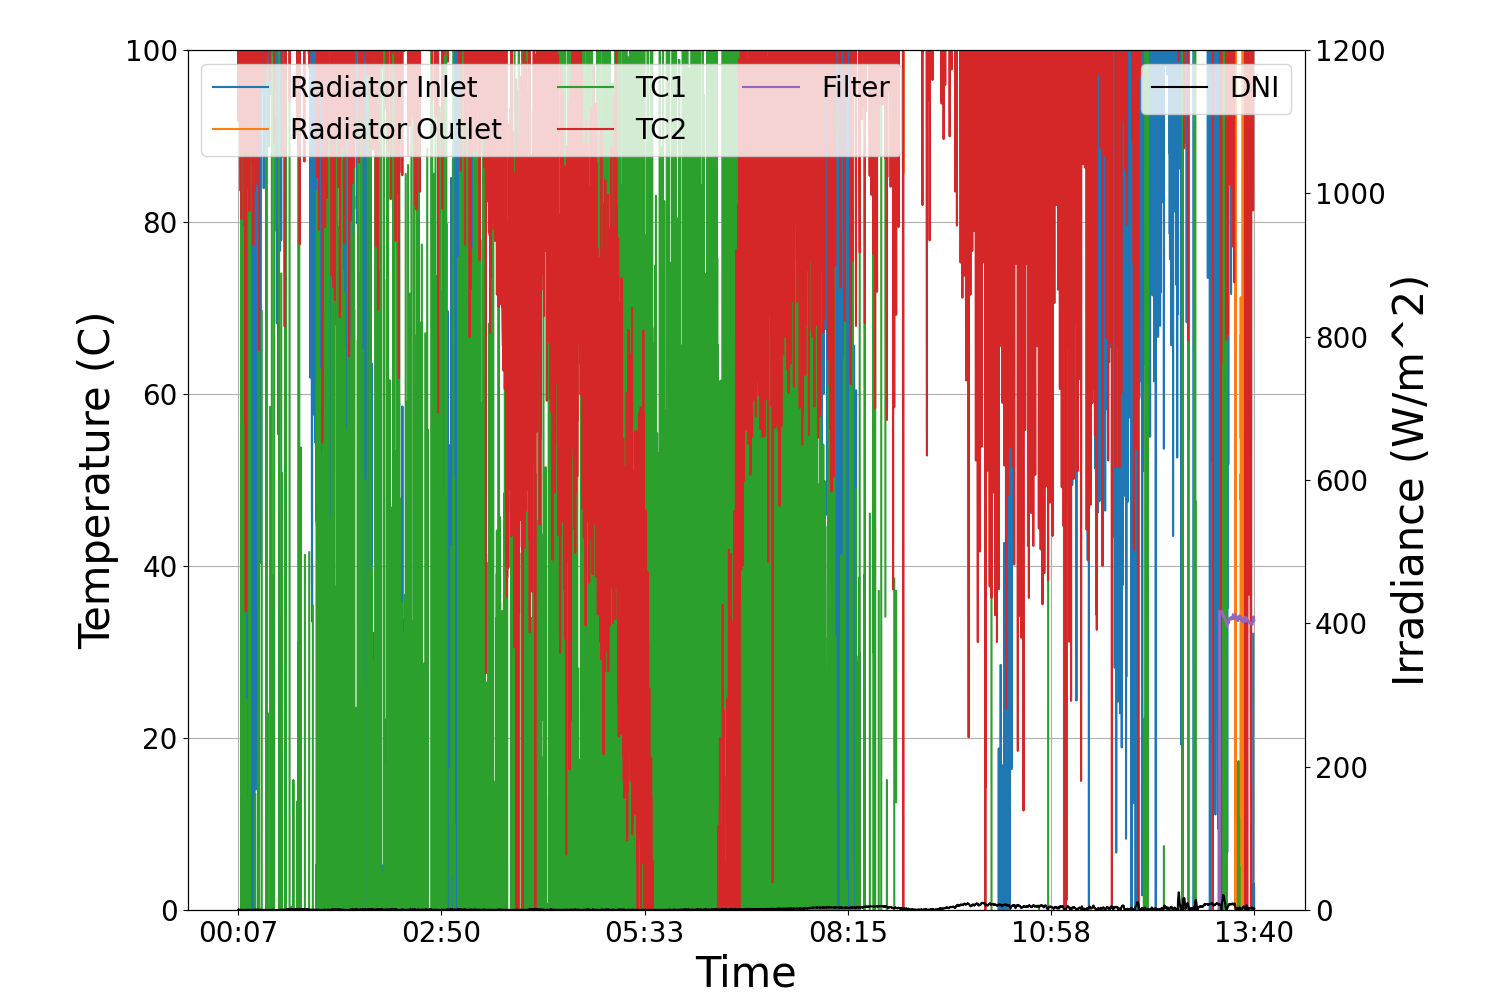 100
80
60
40
20
0
Temperature (C)
Radiator Inlet
Radiator Outlet
TC1
TC2
Filter
DNI
1200
1000
800
600
400
200
0
Irradiance (W/m^2)
00:07 02:50 05:33 08:15 10:58 13:40
Time